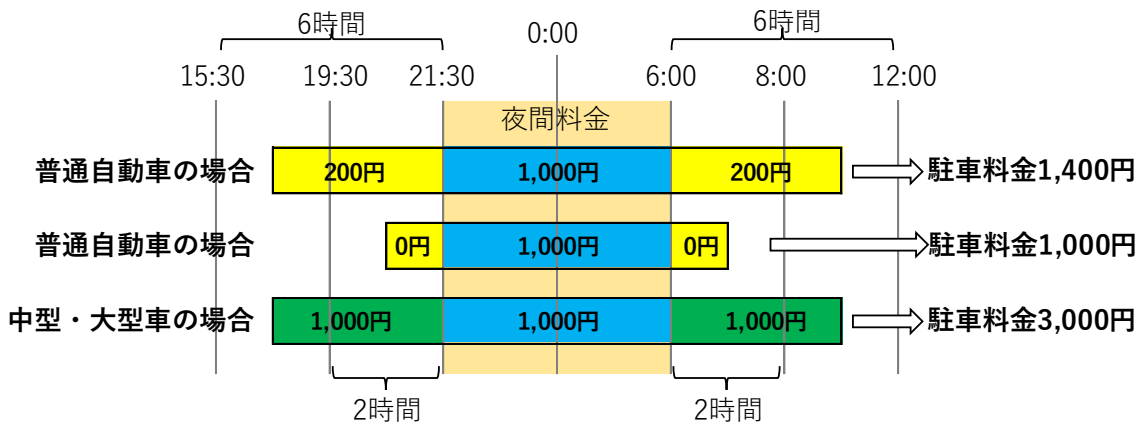 6時間 0:00 6時間
15:30 19:30 21:30 6:00 8:00 12:00
夜間料金
普通自動車の場合 200円 1,000円 200円 駐車料金1,400円
普通自動車の場合 0円 1,000円 0円 駐車料金1,000円
中型・大型車の場合 1,000円 1,000円 1,000円 駐車料金3,000円
2時間 2時間